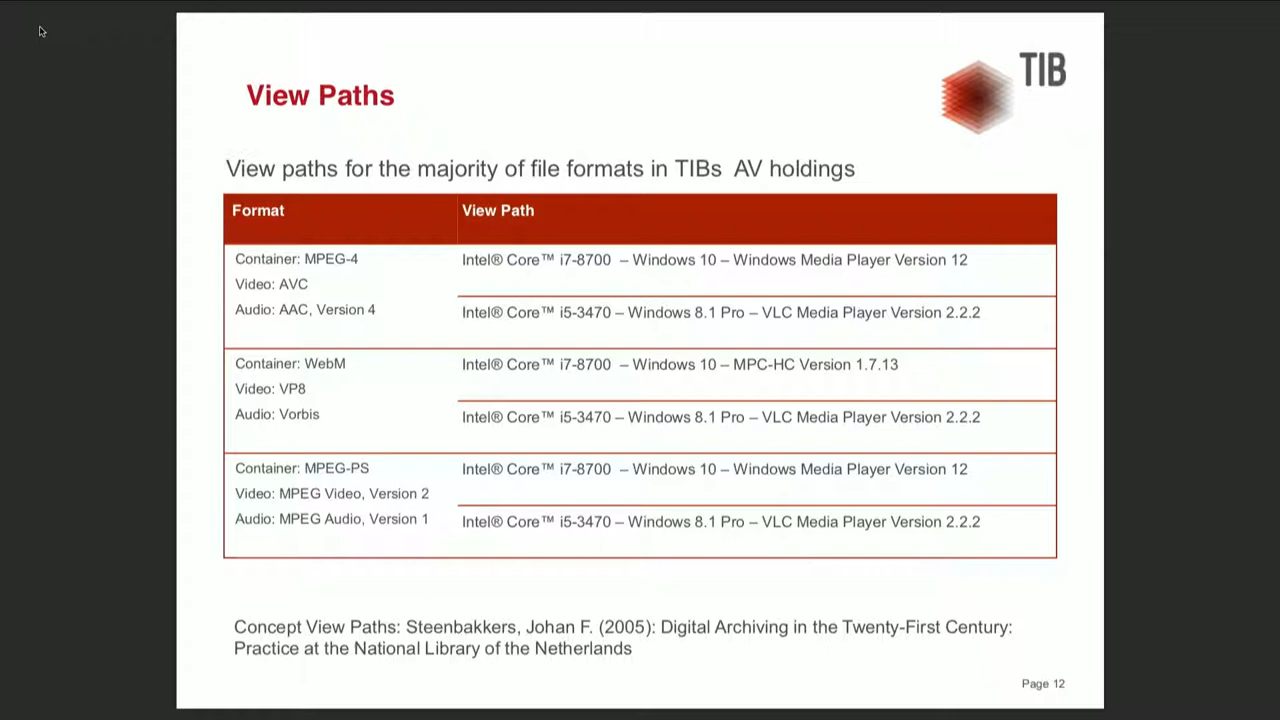 TIB
View Paths
View paths for the majority of file formats in TIBs AV holdings
Format View Path
Container: MPEG-4
Video: AVC
Audio: AAC, Version 4
Intel® Core™ i7-8700 – Windows 10 – Windows Media Player Version 12
Intel® Core™ i5-3470 – Windows 8.1 Pro – VLC Media Player Version 2.2.2
Container: WebM
Video: VP8
Audio: Vorbis
Intel® Core™ i7-8700 – Windows 10 – MPC-HC Version 1.7.13
Intel® Core™ i5-3470 – Windows 8.1 Pro – VLC Media Player Version 2.2.2
Container: MPEG-PS
Video: MPEG Video, Version 2
Audio: MPEG Audio, Version 1
Intel® Core™ i7-8700 – Windows 10 – Windows Media Player Version 12
Intel® Core™ i5-3470 – Windows 8.1 Pro – VLC Media Player Version 2.2.2
Concept View Paths: Steenbakkers, Johan F. (2005): Digital Archiving in the Twenty-First Century:
Practice at the National Library of the Netherlands
Page 12